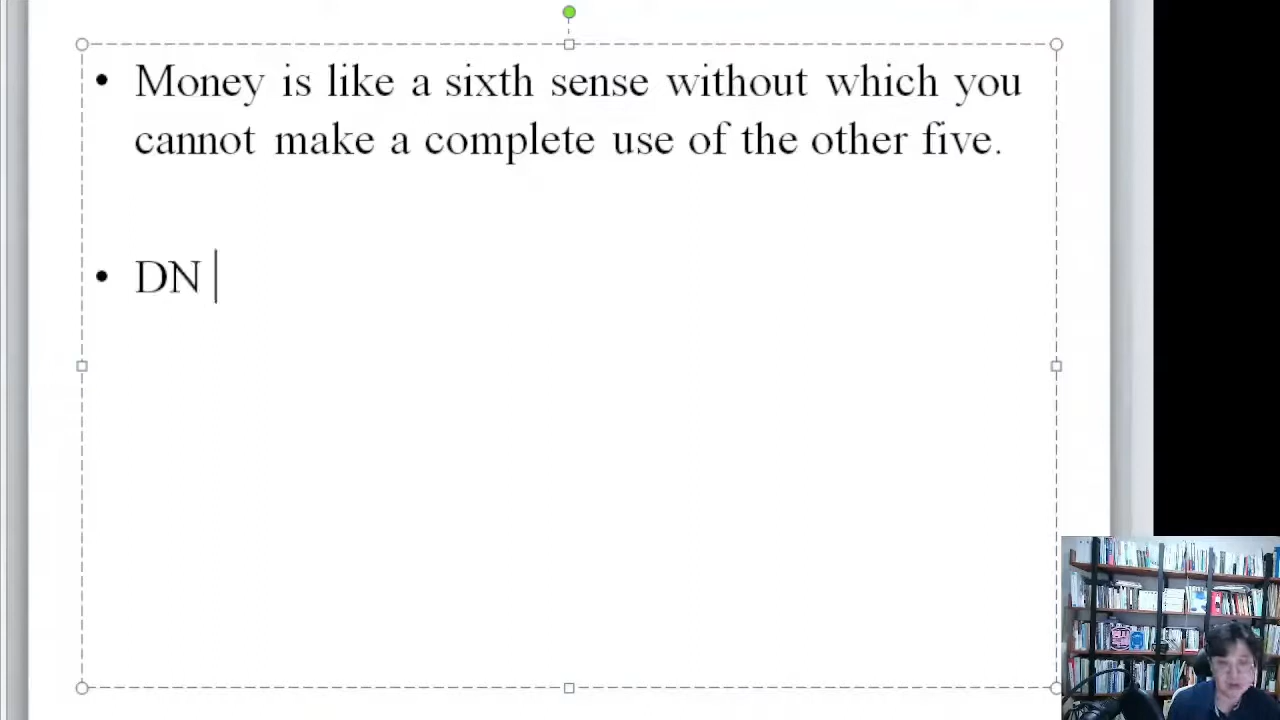 • Money is like a sixth sense without which you
cannot make a complete use of the other five.
• DN